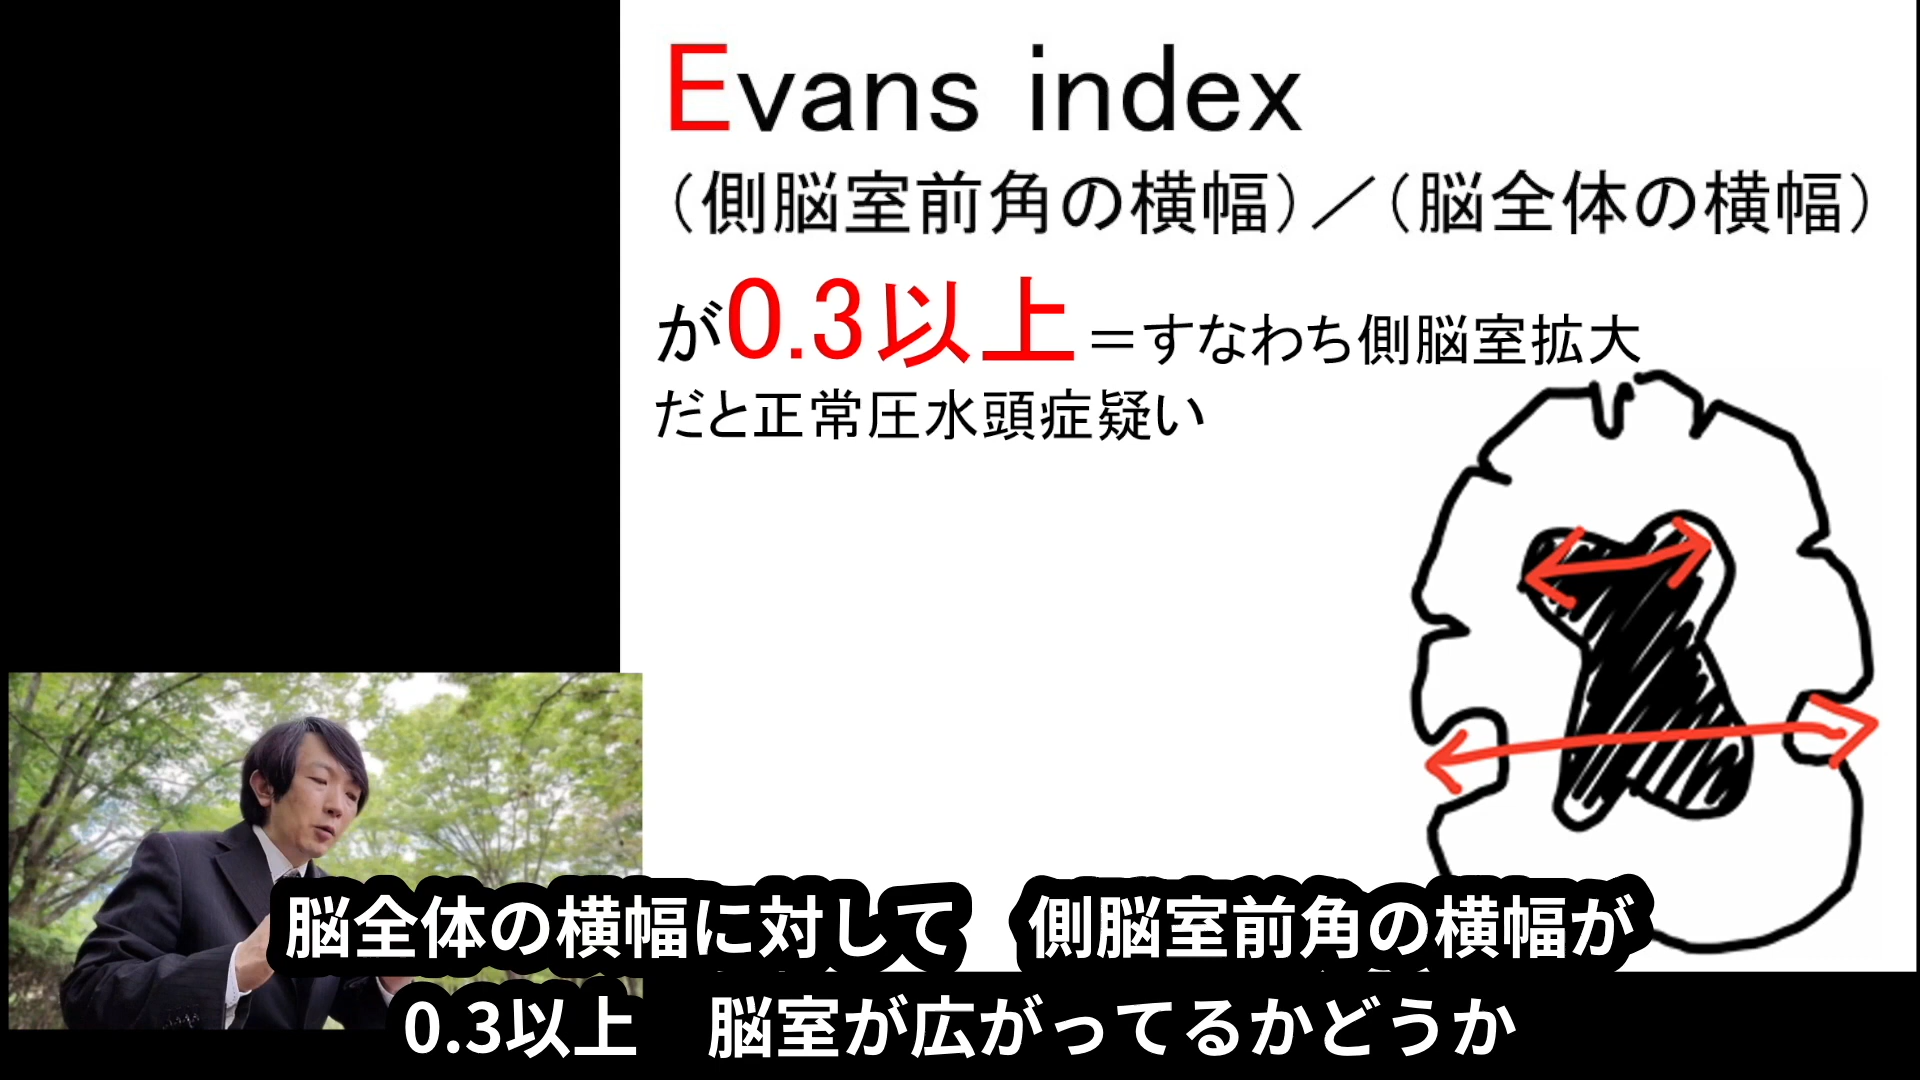 Evans index
（側脳室前角の横幅）／（脳全体の横幅）
が0.3以上＝すなわち側脳室拡大
だと正常圧水頭症疑い
脳全体の横幅に対して　側脳室前角の横幅が
0.3以上　脳室が広がってるかどうか